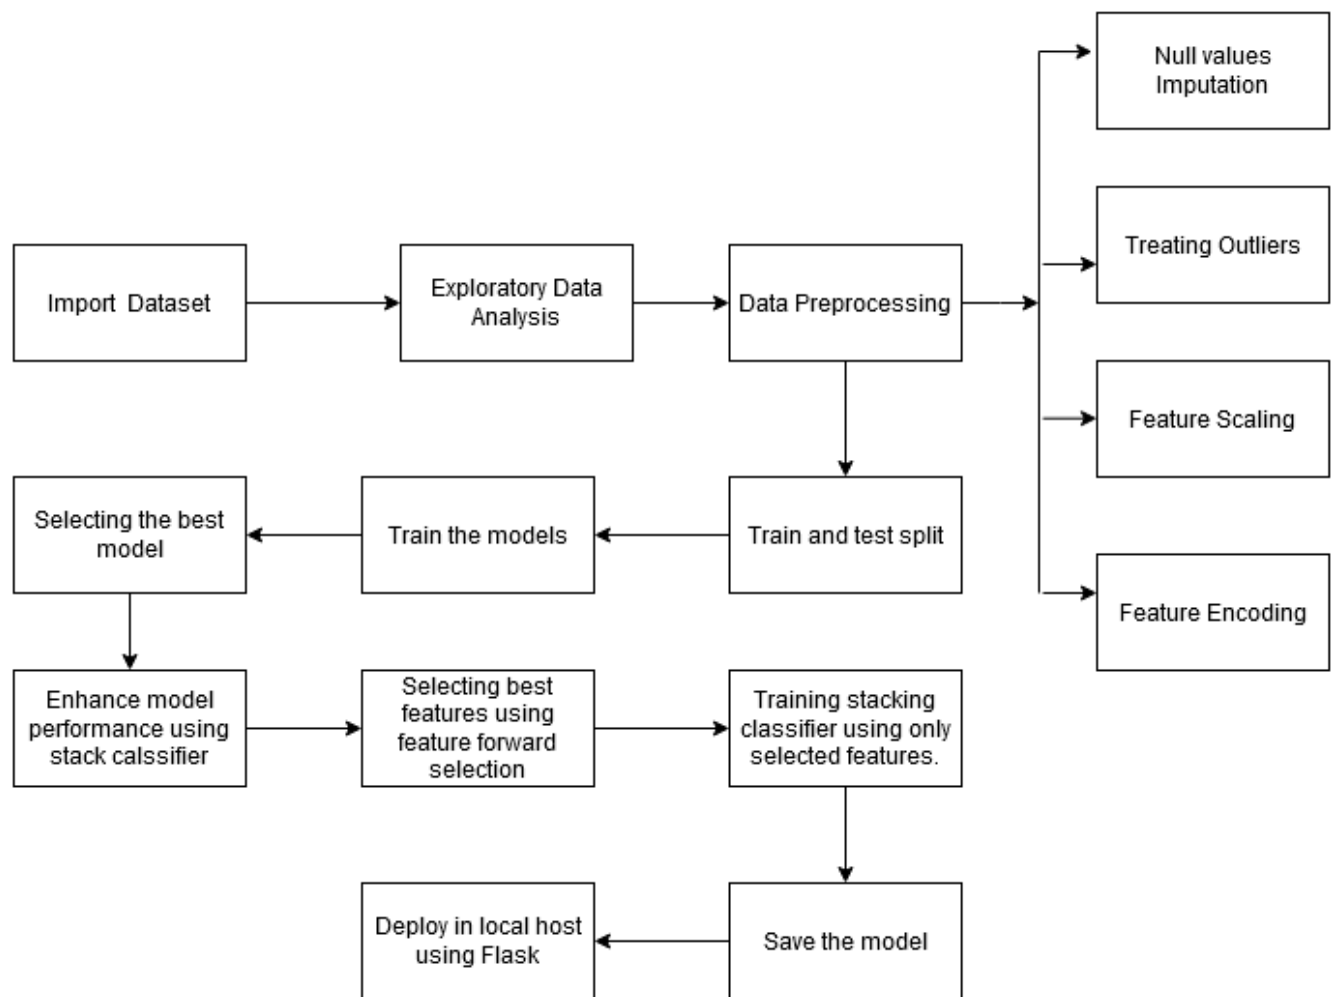 Null values
Imputation
Treating Outliers
Import  Dataset
Exploratory Data
Analysis
Data Preprocessing
Feature Scaling
Selecting the best
model
Train the models
Train and test split
Feature Encoding
Enhance model
performance using
stack calssifier
Selecting best
features using
feature forward
selection
Training stacking
classifier using only
selected features.
Deploy in local host
using Flask
Save the model